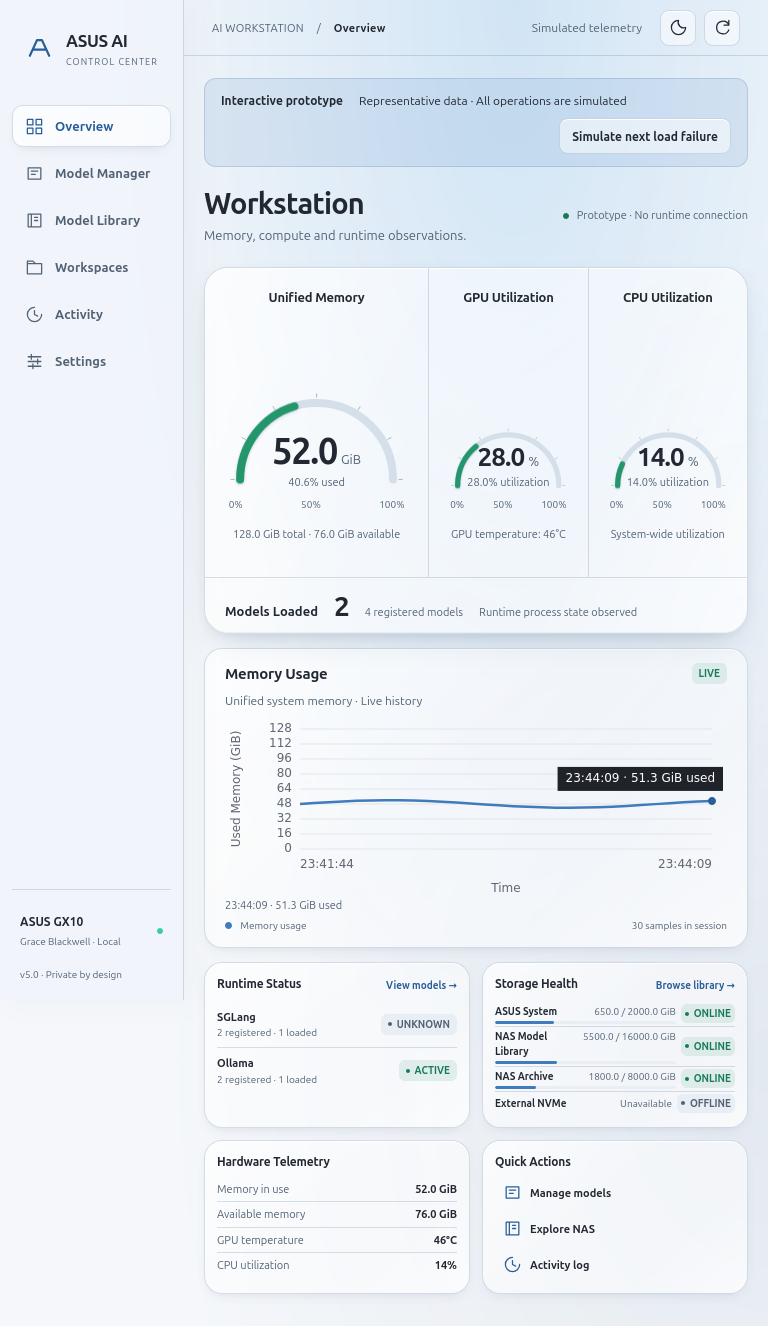 ASUS AI
CONTROL CENTER
Overview
Model Manager
Model Library
Workspaces
Activity
Settings
ASUS GX10
Grace Blackwell · Local
v5.0 · Private by design
AI WORKSTATION / Overview
Simulated telemetry
Interactive prototype Representative data · All operations are simulated
Simulate next load failure
Workstation
Memory, compute and runtime observations.
Prototype · No runtime connection
Unified Memory
52.0 GiB
40.6% used
0% 50% 100%
128.0 GiB total · 76.0 GiB available
GPU Utilization
28.0 %
28.0% utilization
0% 50% 100%
GPU temperature: 46°C
CPU Utilization
14.0 %
14.0% utilization
0% 50% 100%
System-wide utilization
Models Loaded 2 4 registered models Runtime process state observed
Memory Usage
LIVE
Unified system memory · Live history
Used Memory (GiB)
128
112
96
80
64
48
32
16
0
23:44:09 · 51.3 GiB used
23:41:44 23:44:09
Time
23:44:09 · 51.3 GiB used
Memory usage
30 samples in session
Runtime Status
View models →
SGLang
2 registered · 1 loaded
UNKNOWN
Ollama
2 registered · 1 loaded
ACTIVE
Storage Health
Browse library →
ASUS System 650.0 / 2000.0 GiB ONLINE
NAS Model
Library
5500.0 / 16000.0 GiB ONLINE
NAS Archive 1800.0 / 8000.0 GiB ONLINE
External NVMe Unavailable OFFLINE
Hardware Telemetry
Memory in use 52.0 GiB
Available memory 76.0 GiB
GPU temperature 46°C
CPU utilization 14%
Quick Actions
Manage models
Explore NAS
Activity log